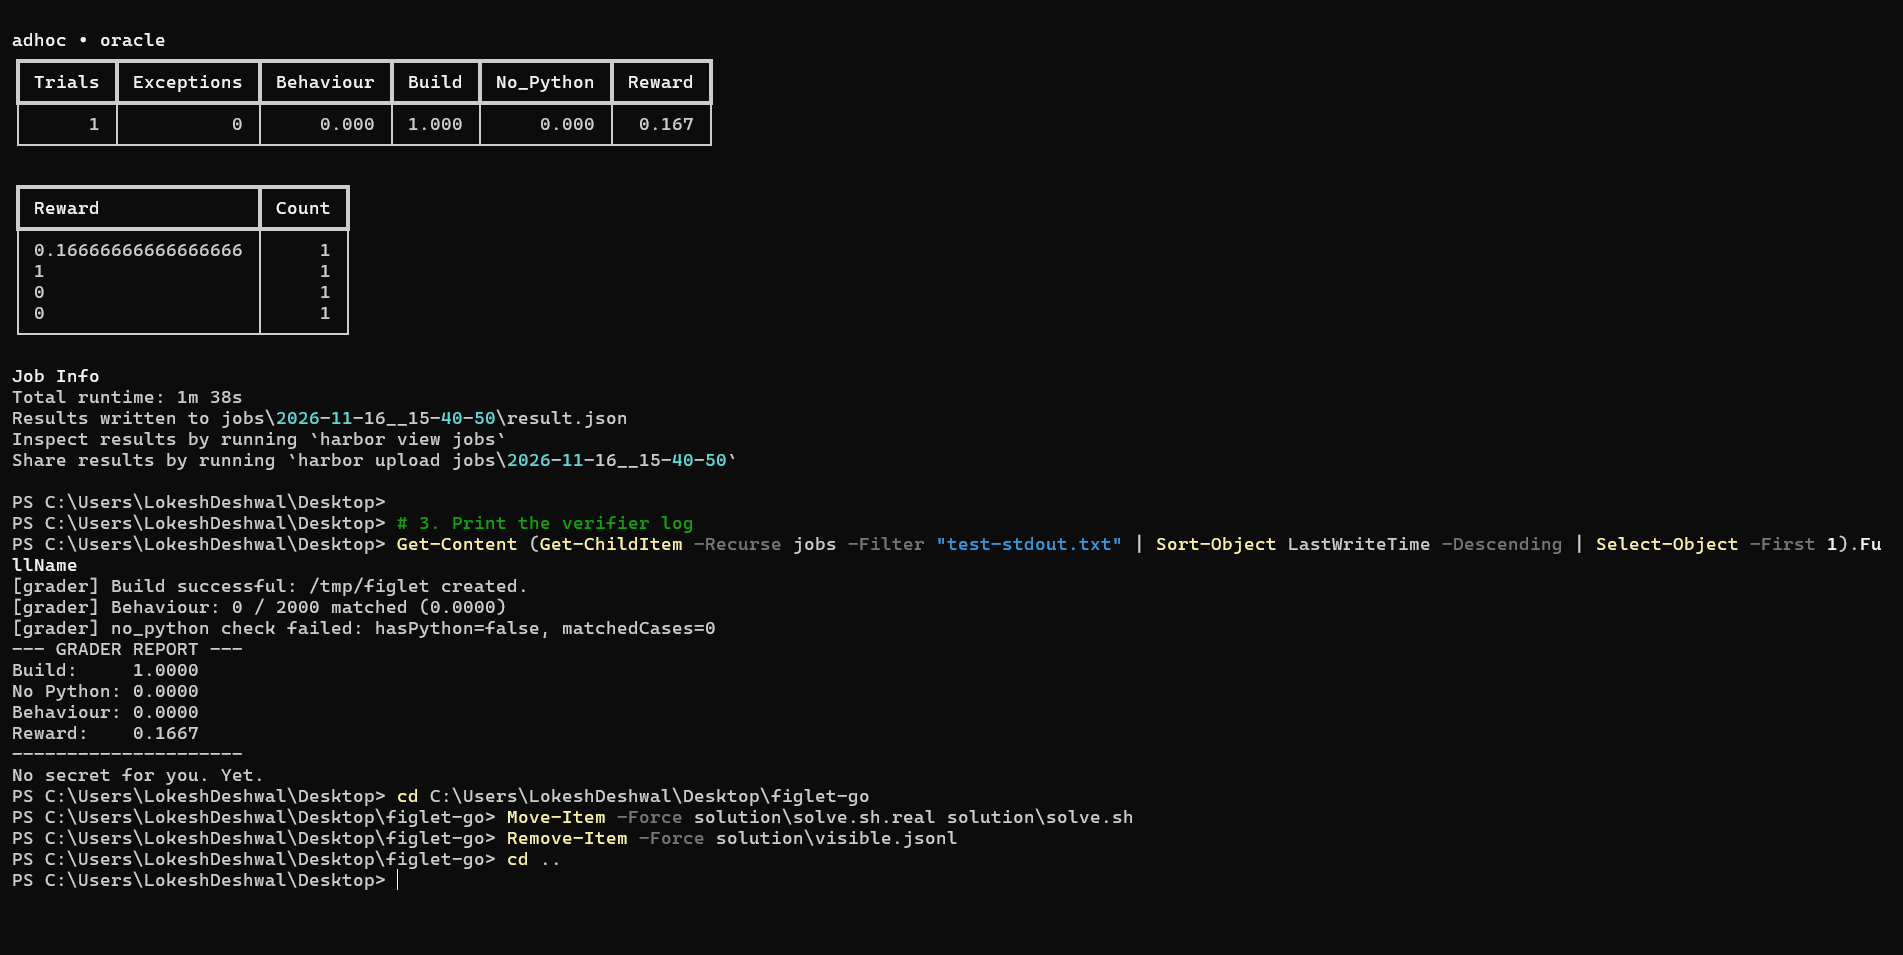 adhoc • oracle
Trials Exceptions Behaviour Build No_Python Reward
1 0 0.000 1.000 0.000 0.167
Reward Count
0.16666666666666666 1
1 1
0 1
0 1
Job Info
Total runtime: 1m 38s
Results written to jobs\2026-11-16__15-40-50\result.json
Inspect results by running `harbor view jobs`
Share results by running `harbor upload jobs\2026-11-16__15-40-50`
PS C:\Users\LokeshDeshwal\Desktop>
PS C:\Users\LokeshDeshwal\Desktop> # 3. Print the verifier log
PS C:\Users\LokeshDeshwal\Desktop> Get-Content (Get-ChildItem -Recurse jobs -Filter "test-stdout.txt" | Sort-Object LastWriteTime -Descending | Select-Object -First 1).Fu
llName
[grader] Build successful: /tmp/figlet created.
[grader] Behaviour: 0 / 2000 matched (0.0000)
[grader] no_python check failed: hasPython=false, matchedCases=0
--- GRADER REPORT ---
Build:     1.0000
No Python: 0.0000
Behaviour: 0.0000
Reward:    0.1667
---------------------
No secret for you. Yet.
PS C:\Users\LokeshDeshwal\Desktop> cd C:\Users\LokeshDeshwal\Desktop\figlet-go
PS C:\Users\LokeshDeshwal\Desktop\figlet-go> Move-Item -Force solution\solve.sh.real solution\solve.sh
PS C:\Users\LokeshDeshwal\Desktop\figlet-go> Remove-Item -Force solution\visible.jsonl
PS C:\Users\LokeshDeshwal\Desktop\figlet-go> cd ..
PS C:\Users\LokeshDeshwal\Desktop>